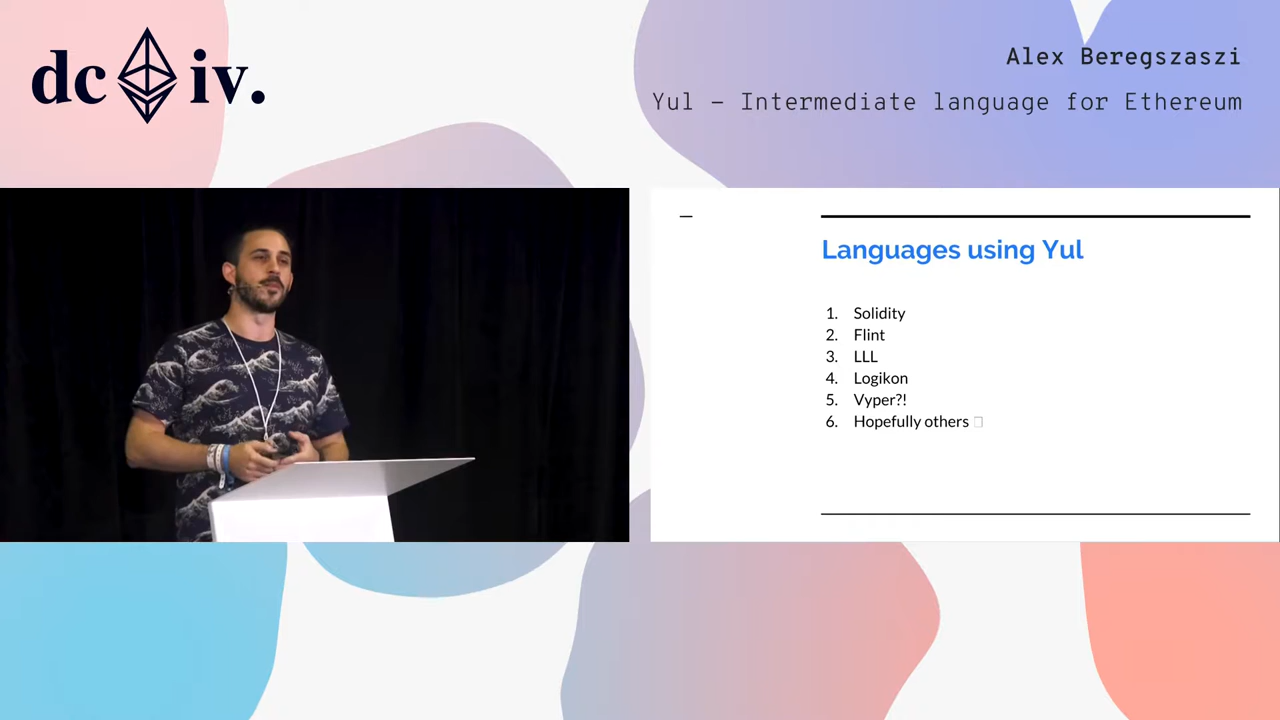 dc iv.
Alex Beregszaszi
Yul - Intermediate language for Ethereum
Languages using Yul
1. Solidity
2. Flint
3. LLL
4. Logikon
5. Vyper?!
6. Hopefully others